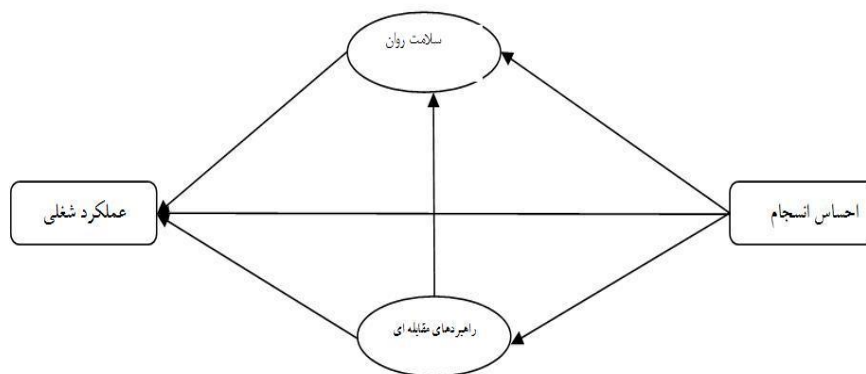 سلامت روان
احساس انسجام
عملکرد شغلی
راهبردهای مقابله ای